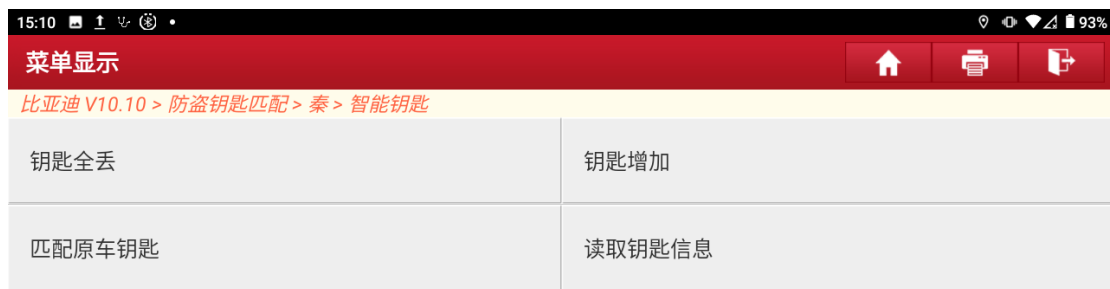 15:10 93%
菜单显示
比亚迪 V10.10 > 防盗钥匙匹配 > 秦 > 智能钥匙
钥匙全丢 钥匙增加
匹配原车钥匙 读取钥匙信息